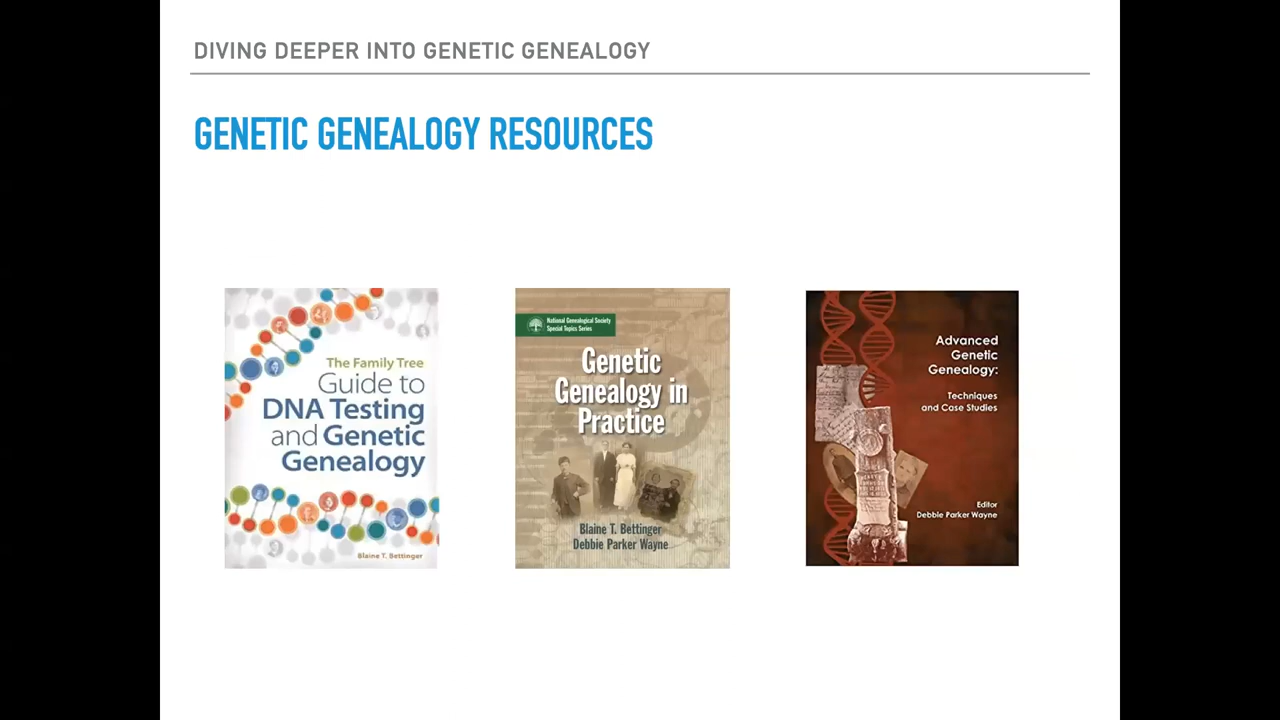 DIVING DEEPER INTO GENETIC GENEALOGY
GENETIC GENEALOGY RESOURCES
The Family Tree
Guide to
DNA Testing
and Genetic
Genealogy
Blaine T. Bettinger
National Genealogical Society
Special Topics Series
Genetic
Genealogy in
Practice
Blaine T. Bettinger
Debbie Parker Wayne
Advanced
Genetic
Genealogy:
Techniques
and Case Studies
Editor
Debbie Parker Wayne